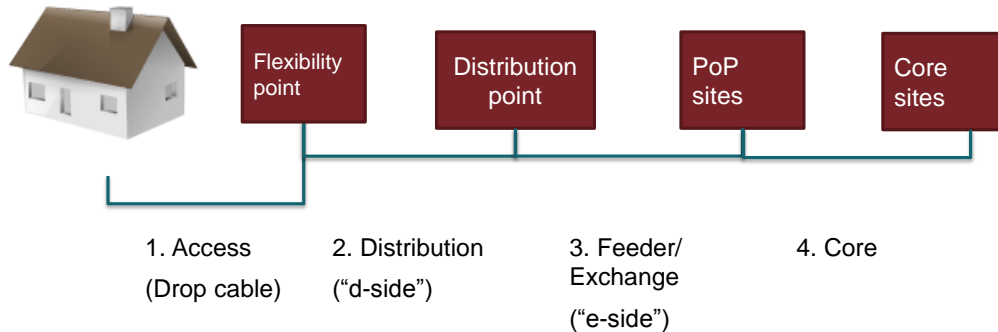 Flexibility
point
Distribution
point
PoP
sites
Core
sites
1. Access
(Drop cable)
2. Distribution
(“d-side”)
3. Feeder/
Exchange
(“e-side”)
4. Core